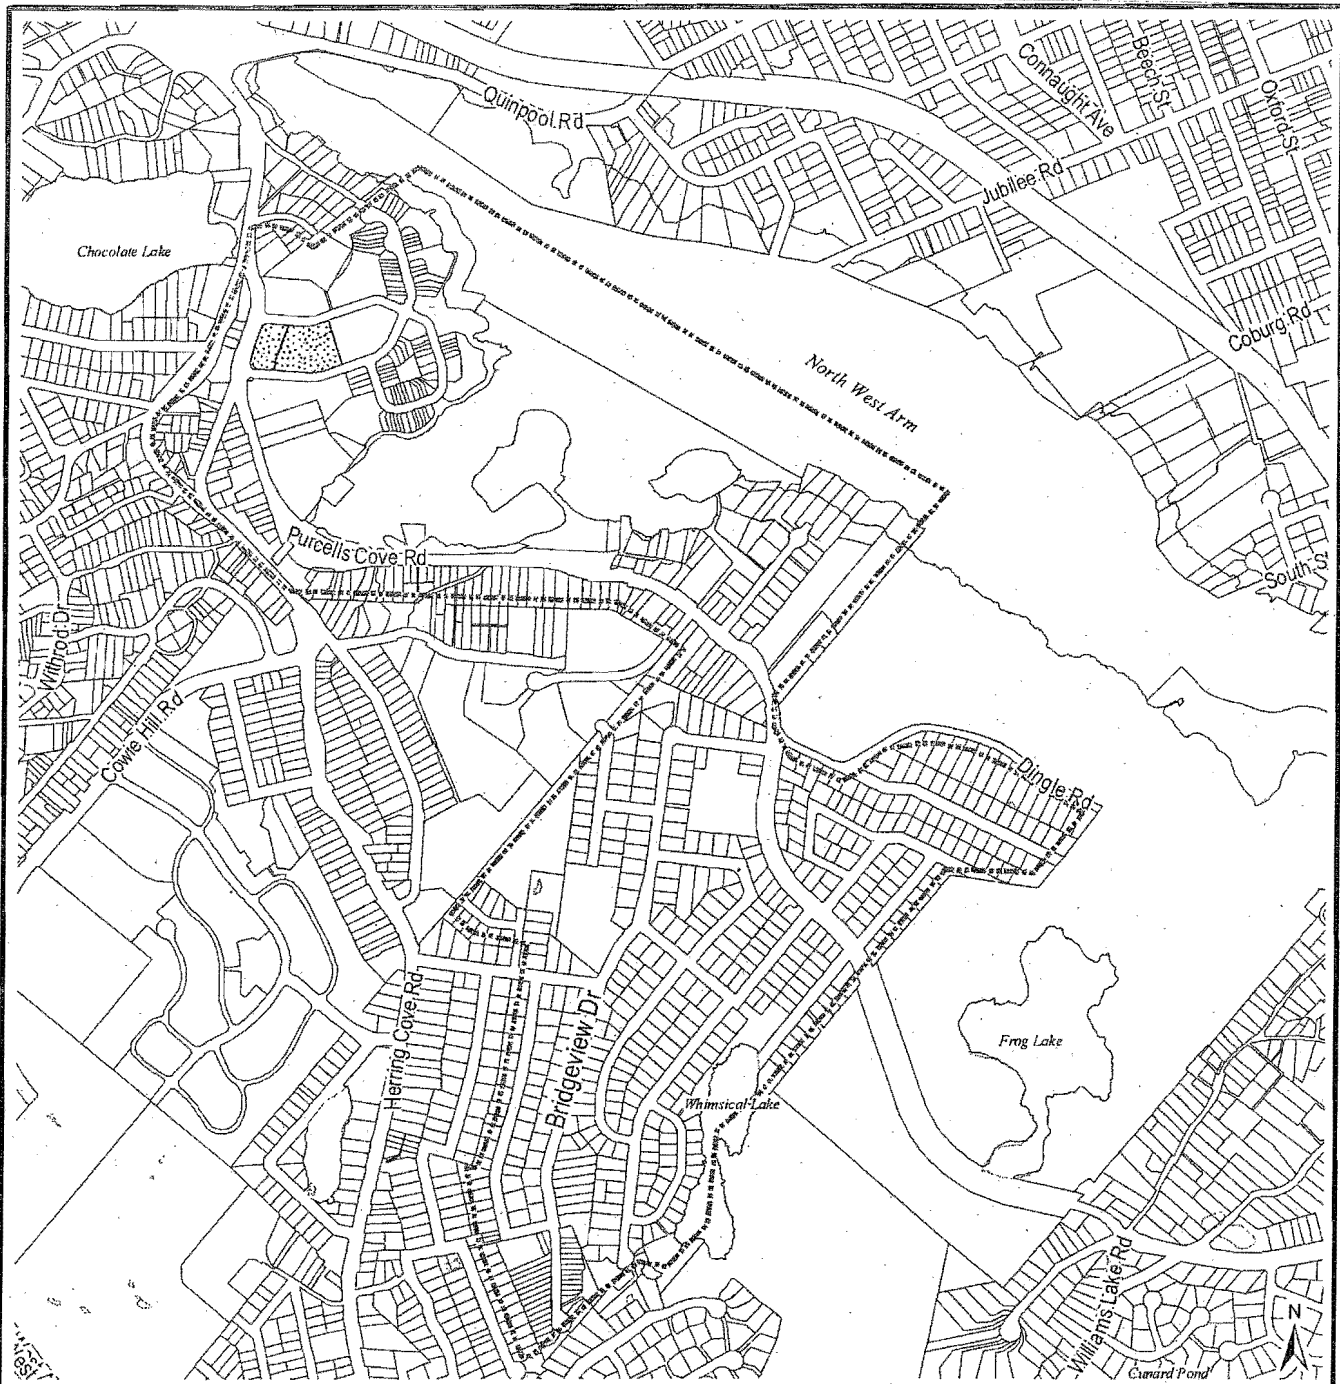 Connaught Ave
Beech St
Oxford St
Quinpool Rd
Jubilee Rd
Chocolate Lake
Coburg Rd
North West Arm
Purcells Cove Rd
South S
Withrod Dr
Cowie Hill Rd
Dingle Rd
Herring Cove Rd
Bridgeview Dr
Frog Lake
Whimsical Lake
Williams Lake Rd
N
Cunard Pond